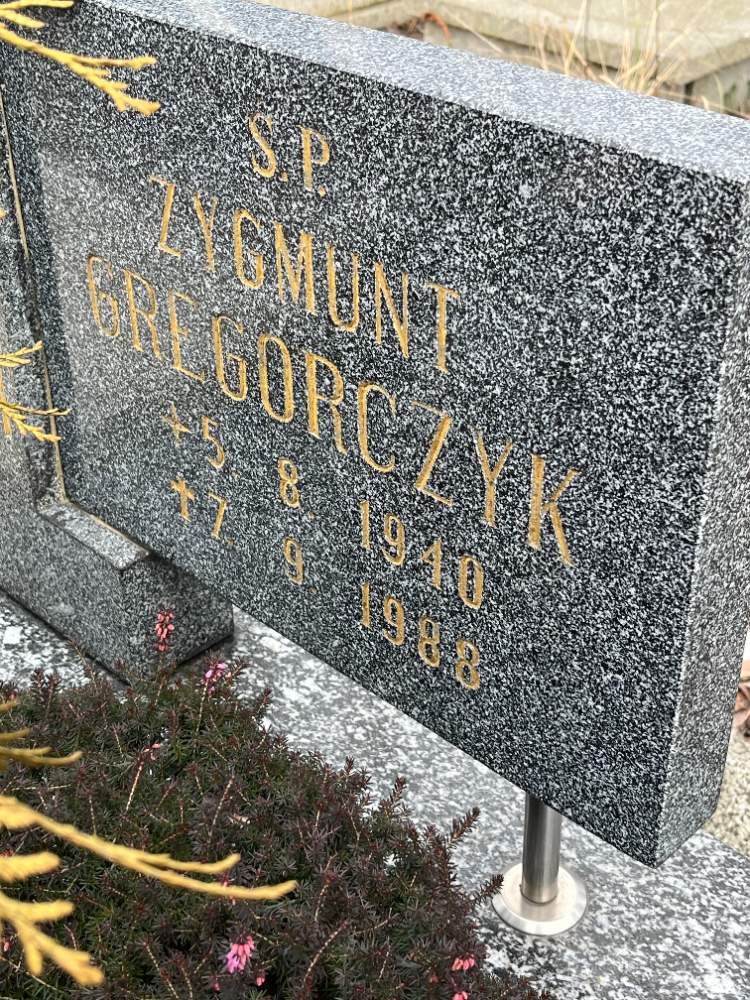 Ś.P.
ZYGMUNT
GREGORCZYK
+5. 8. 1940
+7. 9. 1988